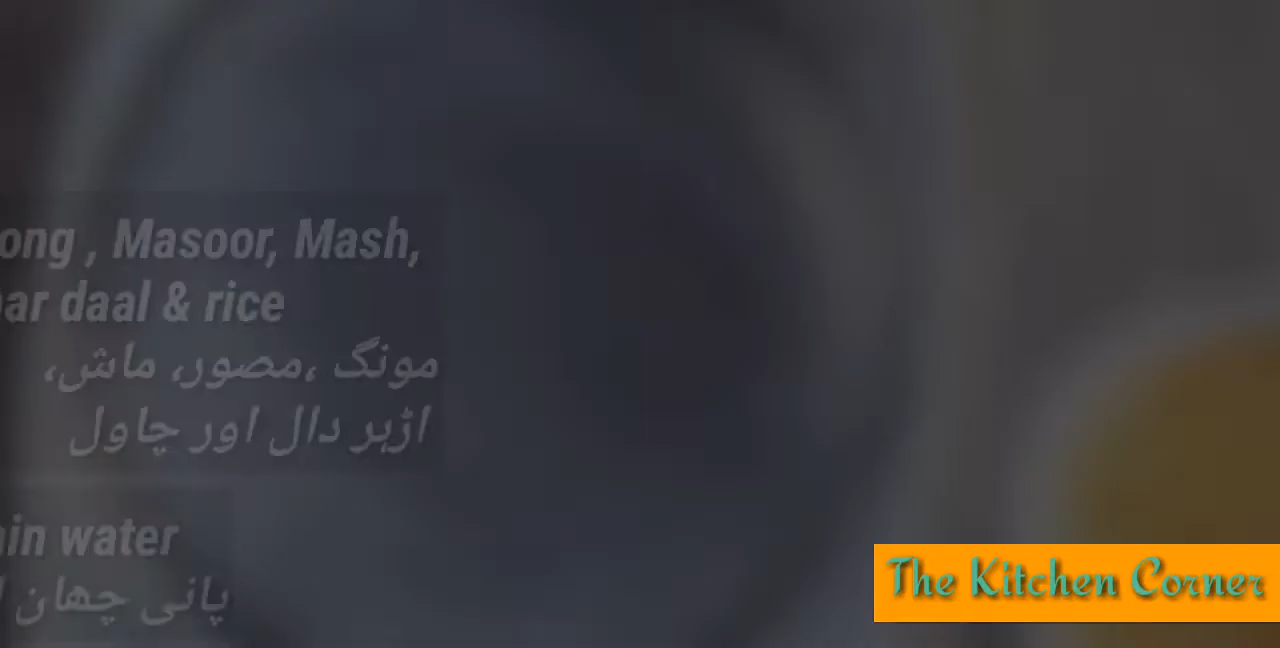 ong , Masoor, Mash,
ar daal & rice
مونگ ،مصور، ماش،
اڑہر دال اور چاول
in water
پانی چھان
The Kitchen Corner